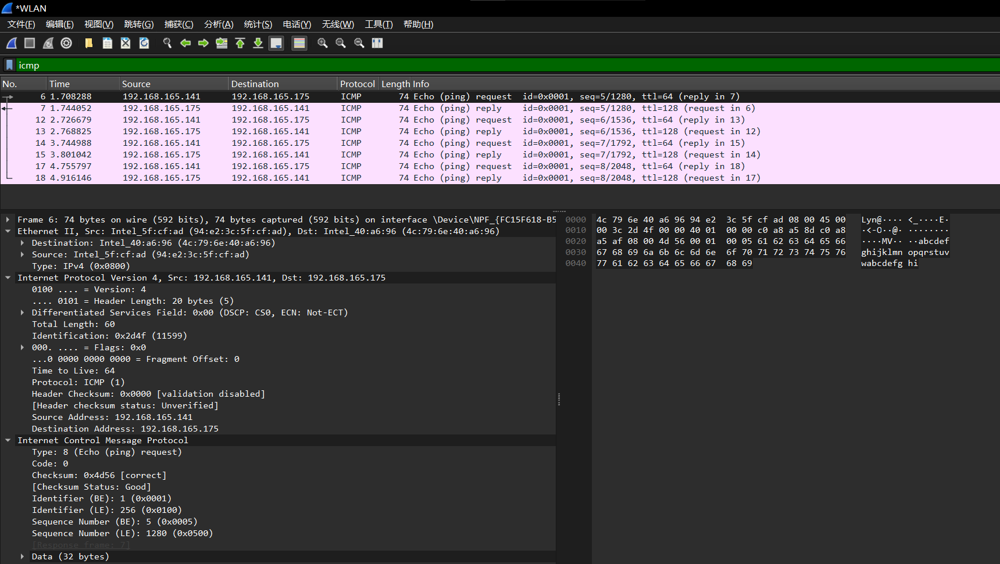 *WLAN
文件(F) 编辑(E) 视图(V) 跳转(G) 捕获(C) 分析(A) 统计(S) 电话(Y) 无线(W) 工具(T) 帮助(H)
icmp
No. Time Source Destination Protocol Length Info
6 1.708288 192.168.165.141 192.168.165.175 ICMP 74 Echo (ping) request id=0x0001, seq=5/1280, ttl=64 (reply in 7)
7 1.744052 192.168.165.175 192.168.165.141 ICMP 74 Echo (ping) reply id=0x0001, seq=5/1280, ttl=128 (request in 6)
12 2.726679 192.168.165.141 192.168.165.175 ICMP 74 Echo (ping) request id=0x0001, seq=6/1536, ttl=64 (reply in 13)
13 2.768825 192.168.165.175 192.168.165.141 ICMP 74 Echo (ping) reply id=0x0001, seq=6/1536, ttl=128 (request in 12)
14 3.744988 192.168.165.141 192.168.165.175 ICMP 74 Echo (ping) request id=0x0001, seq=7/1792, ttl=64 (reply in 15)
15 3.801042 192.168.165.175 192.168.165.141 ICMP 74 Echo (ping) reply id=0x0001, seq=7/1792, ttl=128 (request in 14)
17 4.755797 192.168.165.141 192.168.165.175 ICMP 74 Echo (ping) request id=0x0001, seq=8/2048, ttl=64 (reply in 18)
18 4.916146 192.168.165.175 192.168.165.141 ICMP 74 Echo (ping) reply id=0x0001, seq=8/2048, ttl=128 (request in 17)
Frame 6: 74 bytes on wire (592 bits), 74 bytes captured (592 bits) on interface \Device\NPF_{FC15F618-B5
Ethernet II, Src: Intel_5f:cf:ad (94:e2:3c:5f:cf:ad), Dst: Intel_40:a6:96 (4c:79:6e:40:a6:96)
Destination: Intel_40:a6:96 (4c:79:6e:40:a6:96)
Source: Intel_5f:cf:ad (94:e2:3c:5f:cf:ad)
Type: IPv4 (0x0800)
Internet Protocol Version 4, Src: 192.168.165.141, Dst: 192.168.165.175
0100 .... = Version: 4
.... 0101 = Header Length: 20 bytes (5)
Differentiated Services Field: 0x00 (DSCP: CS0, ECN: Not-ECT)
Total Length: 60
Identification: 0x2d4f (11599)
000. .... = Flags: 0x0
...0 0000 0000 0000 = Fragment Offset: 0
Time to Live: 64
Protocol: ICMP (1)
Header Checksum: 0x0000 [validation disabled]
[Header checksum status: Unverified]
Source Address: 192.168.165.141
Destination Address: 192.168.165.175
Internet Control Message Protocol
Type: 8 (Echo (ping) request)
Code: 0
Checksum: 0x4d56 [correct]
[Checksum Status: Good]
Identifier (BE): 1 (0x0001)
Identifier (LE): 256 (0x0100)
Sequence Number (BE): 5 (0x0005)
Sequence Number (LE): 1280 (0x0500)
[Response frame: 7]
Data (32 bytes)
0000 4c 79 6e 40 a6 96 94 e2 3c 5f cf ad 08 00 45 00 Lyn@···· <_····E·
0010 00 3c 2d 4f 00 00 40 01 00 00 c0 a8 a5 8d c0 a8 ·<-O··@· ········
0020 a5 af 08 00 4d 56 00 01 00 05 61 62 63 64 65 66 ····MV·· ··abcdef
0030 67 68 69 6a 6b 6c 6d 6e 6f 70 71 72 73 74 75 76 ghijklmn opqrstuv
0040 77 61 62 63 64 65 66 67 68 69 wabcdefg hi